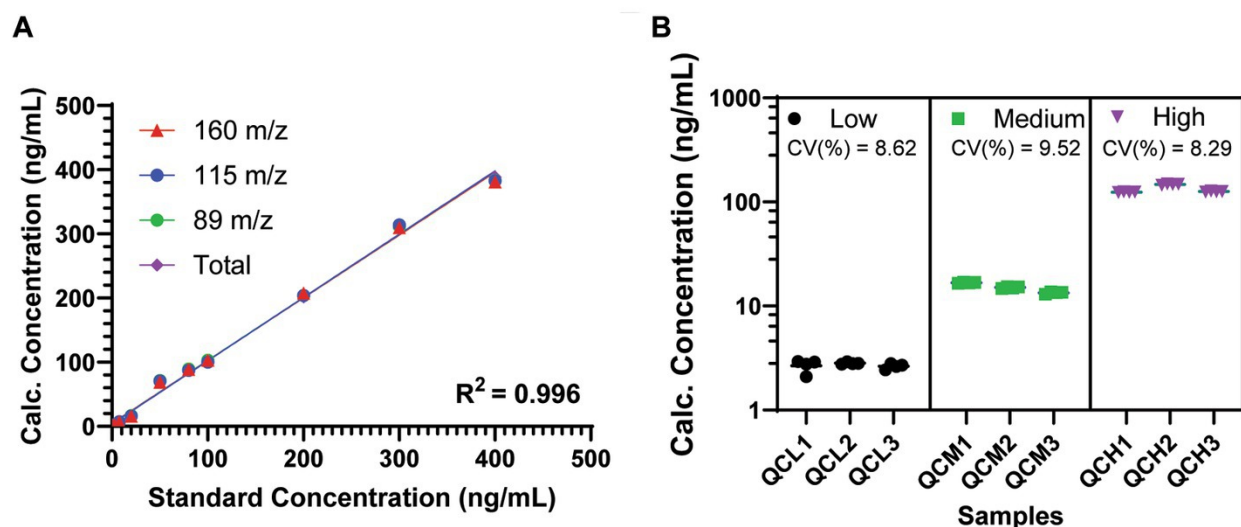 A
Calc. Concentration (ng/mL)
500
400
300
200
100
0
160 m/z
115 m/z
89 m/z
Total
R2 = 0.996
0 100 200 300 400 500
Standard Concentration (ng/mL)
B
Calc. Concentration (ng/mL)
1000
100
10
1
Low Medium High
CV(%) = 8.62 CV(%) = 9.52 CV(%) = 8.29
QCL1 QCL2 QCL3 QCM1 QCM2 QCM3 QCH1 QCH2 QCH3
Samples